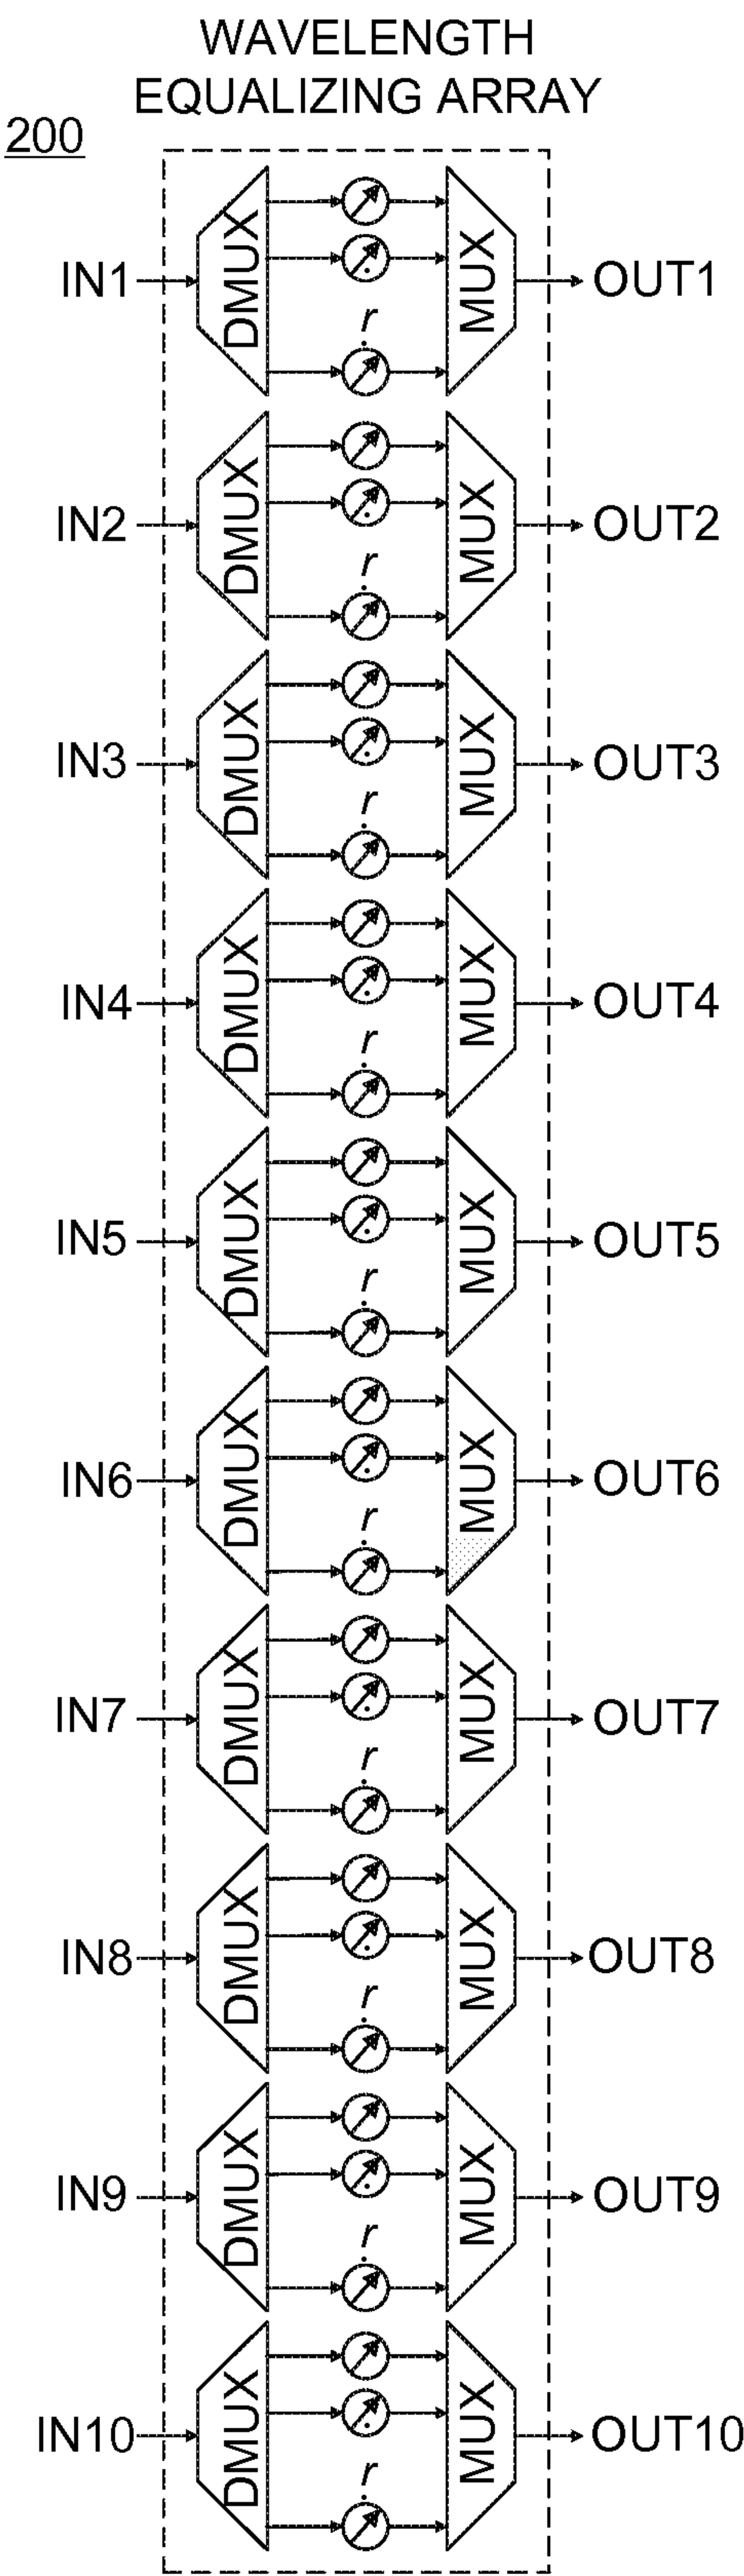 WAVELENGTH
EQUALIZING ARRAY
200
IN1 DMUX r MUX OUT1
IN2 DMUX r MUX OUT2
IN3 DMUX r MUX OUT3
IN4 DMUX r MUX OUT4
IN5 DMUX r MUX OUT5
IN6 DMUX r MUX OUT6
IN7 DMUX r MUX OUT7
IN8 DMUX r MUX OUT8
IN9 DMUX r MUX OUT9
IN10 DMUX r MUX OUT10